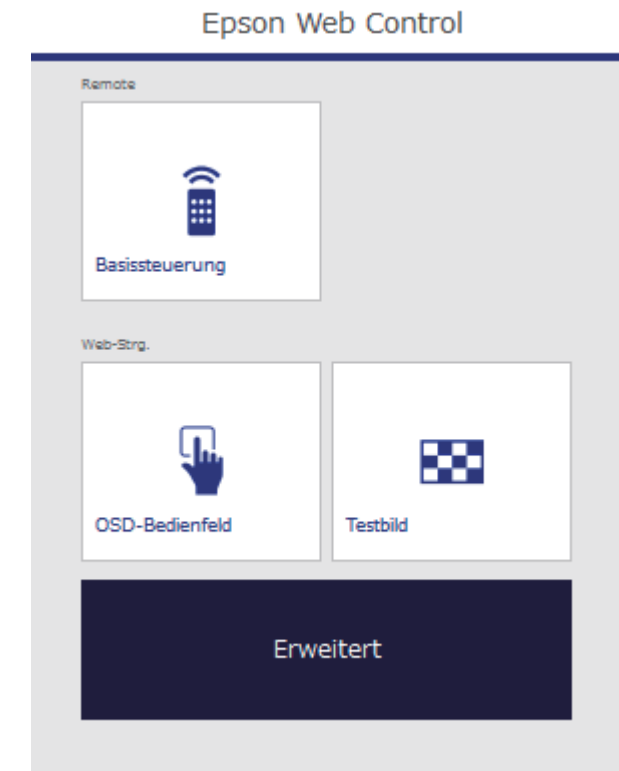 Epson Web Control
Remote
Basissteuerung
Web-Strg.
OSD-Bedienfeld
Testbild
Erweitert